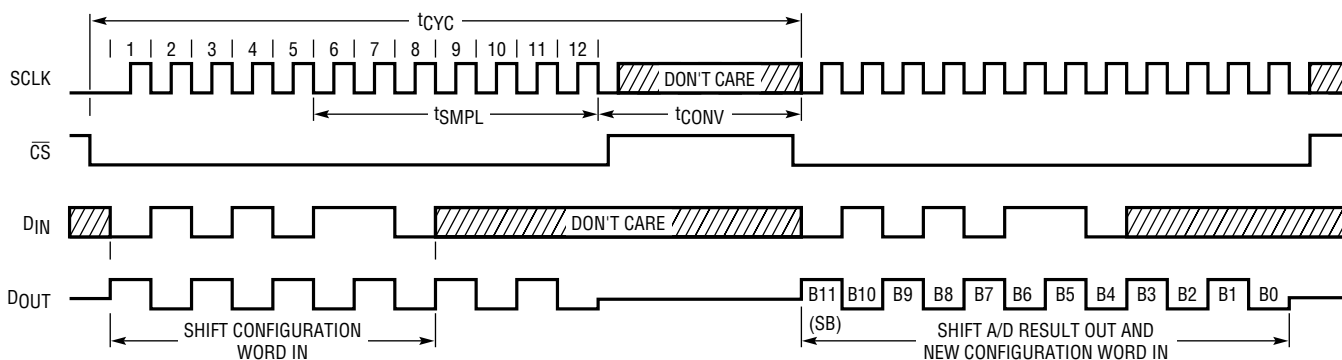 tCYC
1 2 3 4 5 6 7 8 9 10 11 12
SCLK
DON'T CARE
tSMPL
tCONV
CS
DIN
DON'T CARE
DOUT
B11 B10 B9 B8 B7 B6 B5 B4 B3 B2 B1 B0
(SB)
SHIFT CONFIGURATION
WORD IN
SHIFT A/D RESULT OUT AND
NEW CONFIGURATION WORD IN